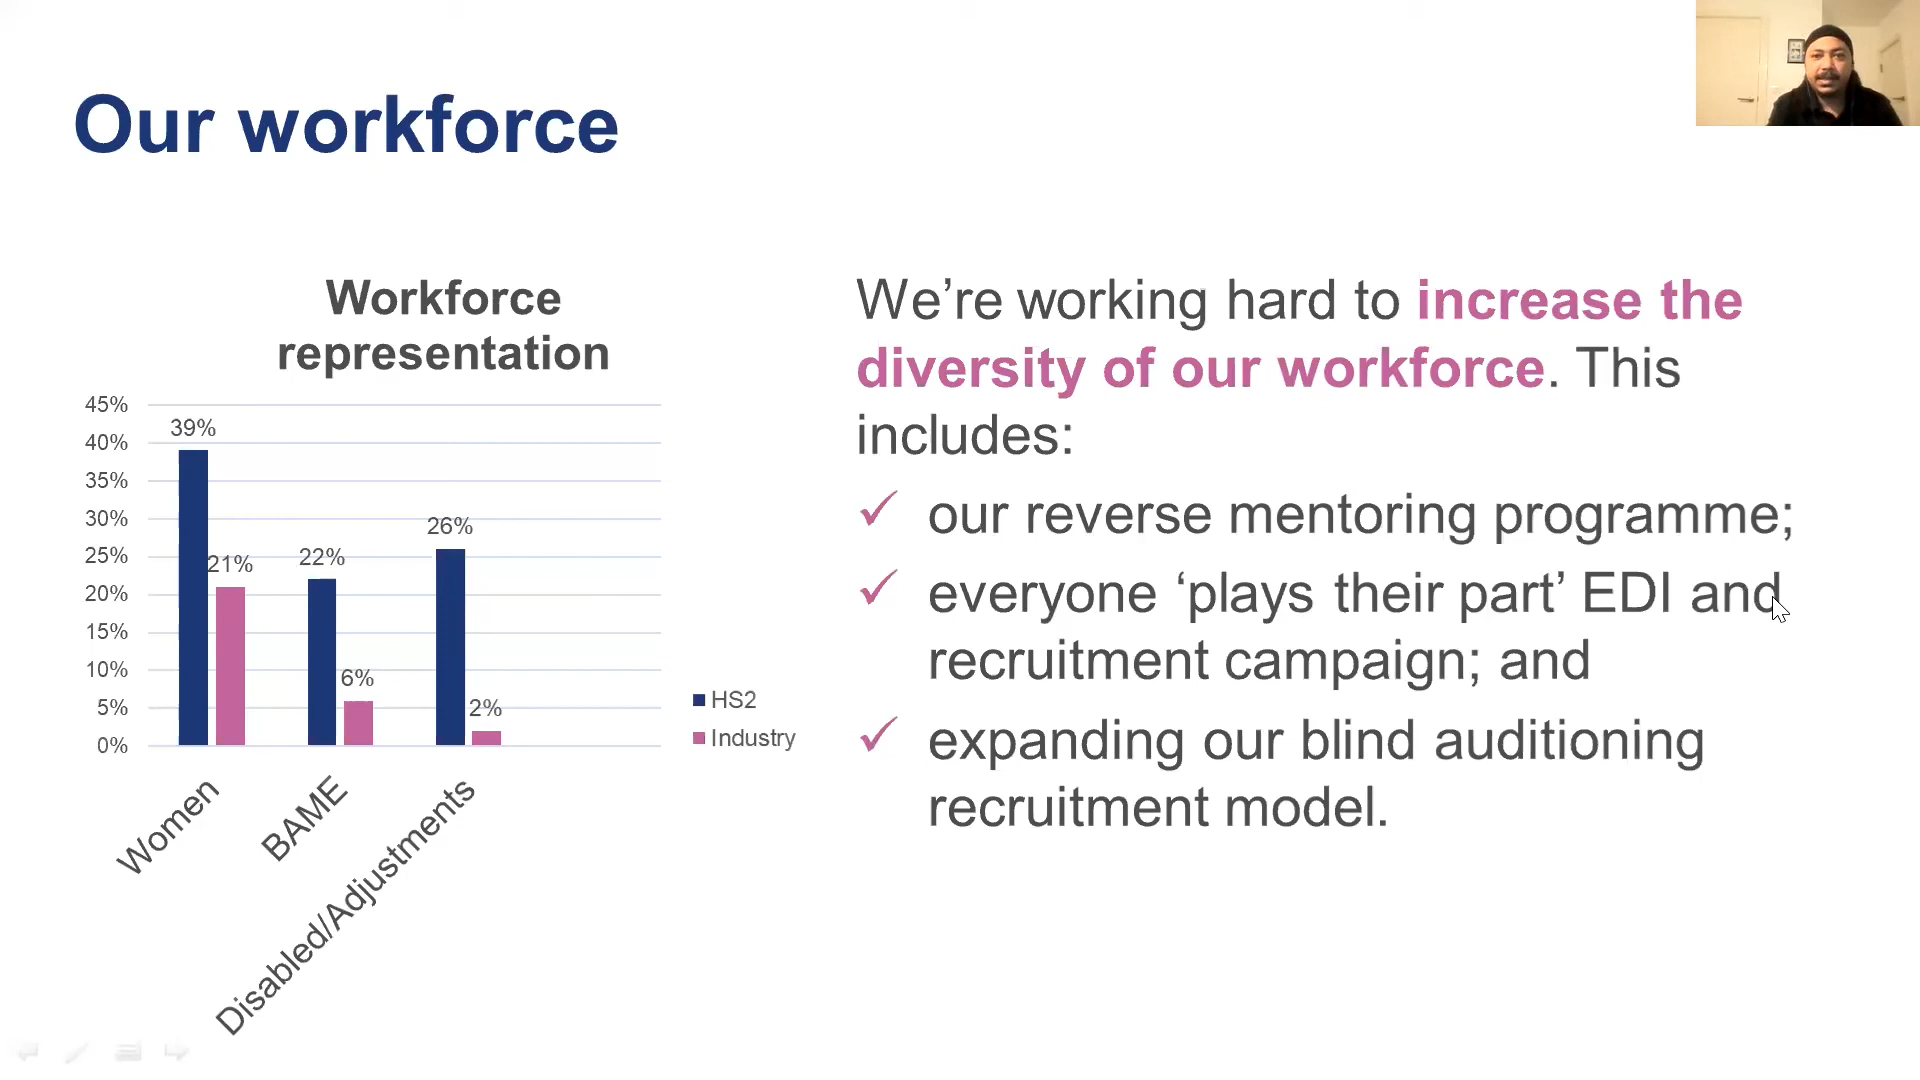 Our workforce
Workforce
representation
45%
40%
35%
30%
25%
20%
15%
10%
5%
0%
39%
21%
22%
6%
26%
2%
Women
BAME
Disabled/Adjustments
HS2
Industry
We’re working hard to increase the
diversity of our workforce. This
includes:
our reverse mentoring programme;
everyone ‘plays their part’ EDI and
recruitment campaign; and
expanding our blind auditioning
recruitment model.